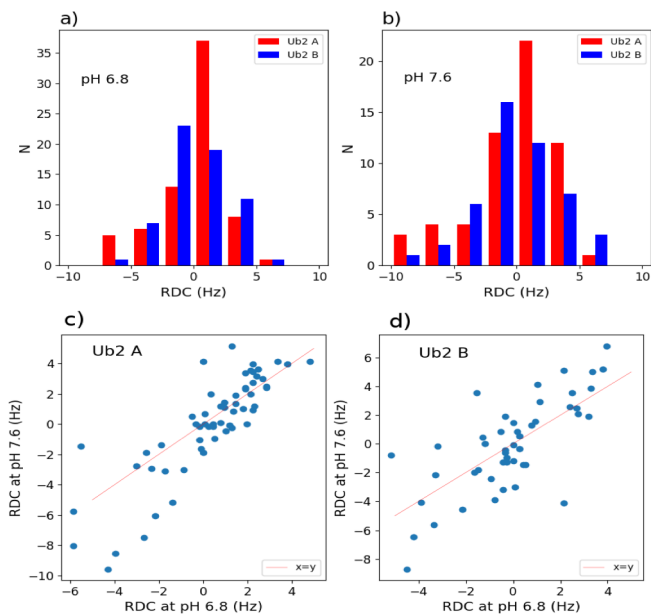 a)
pH 6.8
Ub2 A
Ub2 B
N
35
30
25
20
15
10
5
0
−10
−5
0
5
10
RDC (Hz)
b)
pH 7.6
Ub2 A
Ub2 B
N
20
15
10
5
0
−10
−5
0
5
10
RDC (Hz)
c)
Ub2 A
RDC at pH 7.6 (Hz)
4
2
0
−2
−4
−6
−8
−10
−6
−4
−2
0
2
4
x=y
RDC at pH 6.8 (Hz)
d)
Ub2 B
RDC at pH 7.6 (Hz)
6
4
2
0
−2
−4
−6
−8
−4
−2
0
2
4
x=y
RDC at pH 6.8 (Hz)